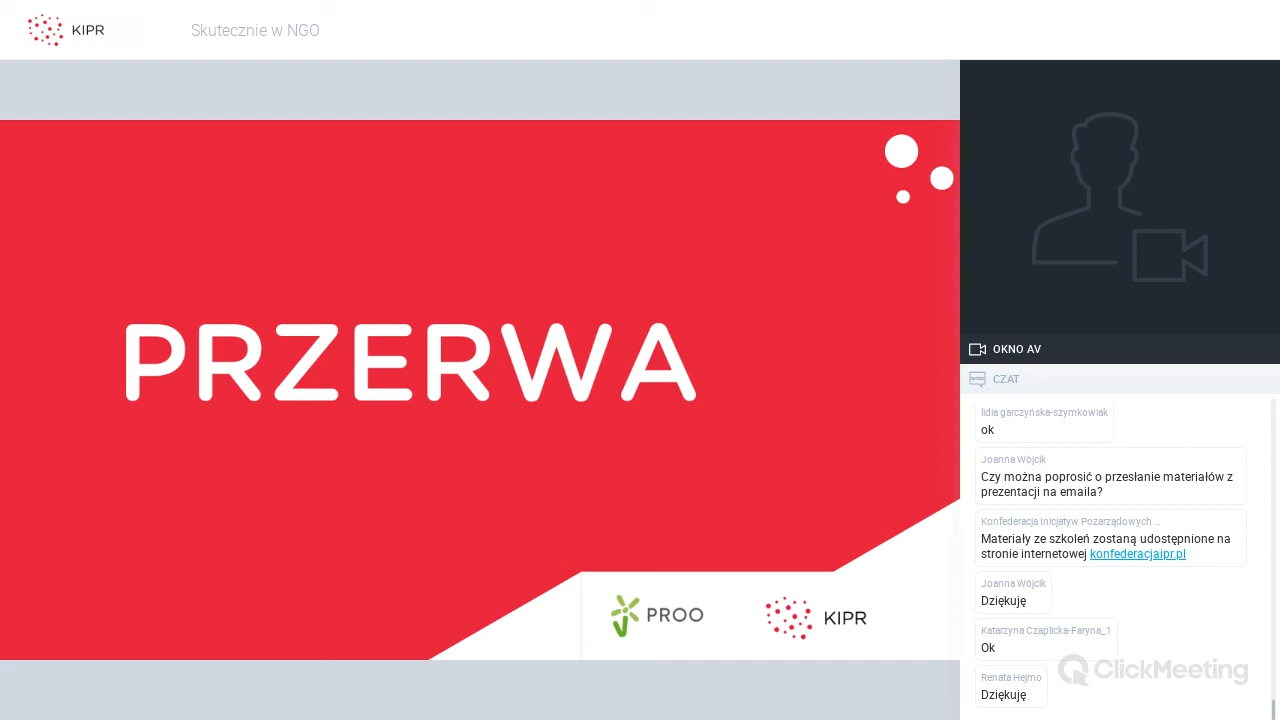 KIPR
Skutecznie w NGO
PRZERWA
PROO
KIPR
OKNO AV
CZAT
lidia garczyńska-szymkowiak
ok
Joanna Wójcik
Czy można poprosić o przesłanie materiałów z
prezentacji na emaila?
Konfederacja Inicjatyw Pozarządowych ...
Materiały ze szkoleń zostaną udostępnione na
stronie internetowej konfederacjaipr.pl
Joanna Wójcik
Dziękuję
Katarzyna Czaplicka-Faryna_1
Ok
Renata Hejmo
Dziękuję
ClickMeeting